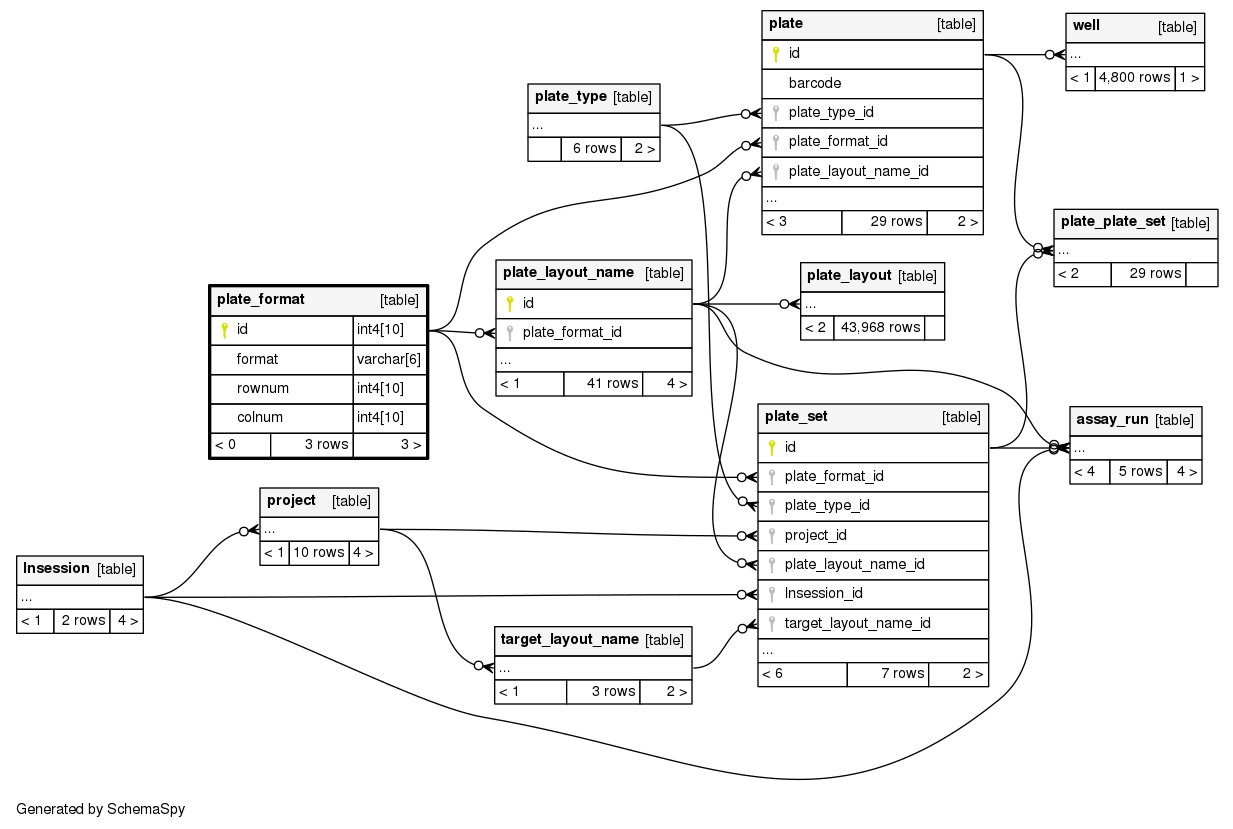 plate [table]
id
barcode
plate_type_id
plate_format_id
plate_layout_name_id
...
< 3 29 rows 2 >
well [table]
...
< 1 4,800 rows 1 >
plate_type [table]
...
6 rows 2 >
plate_plate_set [table]
...
< 2 29 rows
plate_layout_name [table]
id
plate_format_id
...
< 1 41 rows 4 >
plate_layout [table]
...
< 2 43,968 rows
plate_format [table]
id int4[10]
format varchar[6]
rownum int4[10]
colnum int4[10]
< 0 3 rows 3 >
plate_set [table]
id
plate_format_id
plate_type_id
project_id
plate_layout_name_id
lnsession_id
target_layout_name_id
...
< 6 7 rows 2 >
assay_run [table]
...
< 4 5 rows 4 >
project [table]
...
< 1 10 rows 4 >
lnsession [table]
...
< 1 2 rows 4 >
target_layout_name [table]
...
< 1 3 rows 2 >
Generated by SchemaSpy